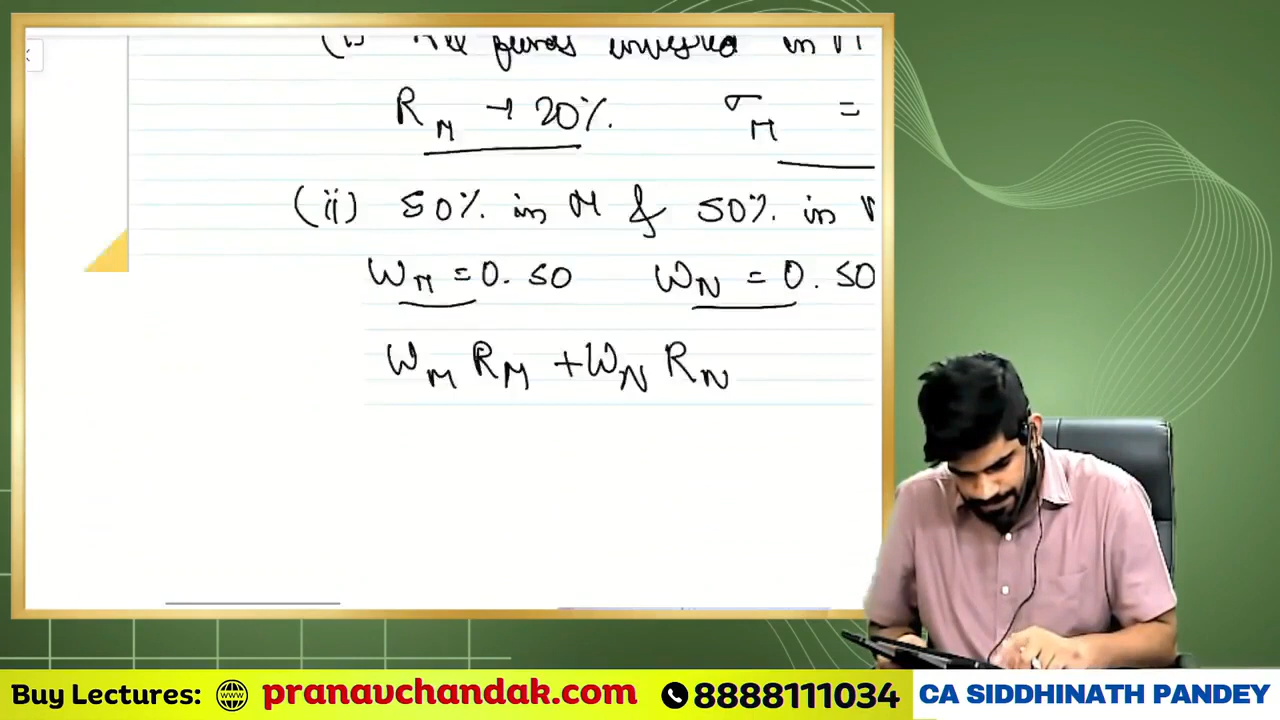 (i) All funds invested in M
R_M → 20%. σ_M =
(ii) 50% in M & 50% in
W_M = 0.50 W_N = 0.50
W_M R_M + W_N R_N
Buy Lectures: pranavchandak.com 8888111034 CA SIDDHINATH PANDEY